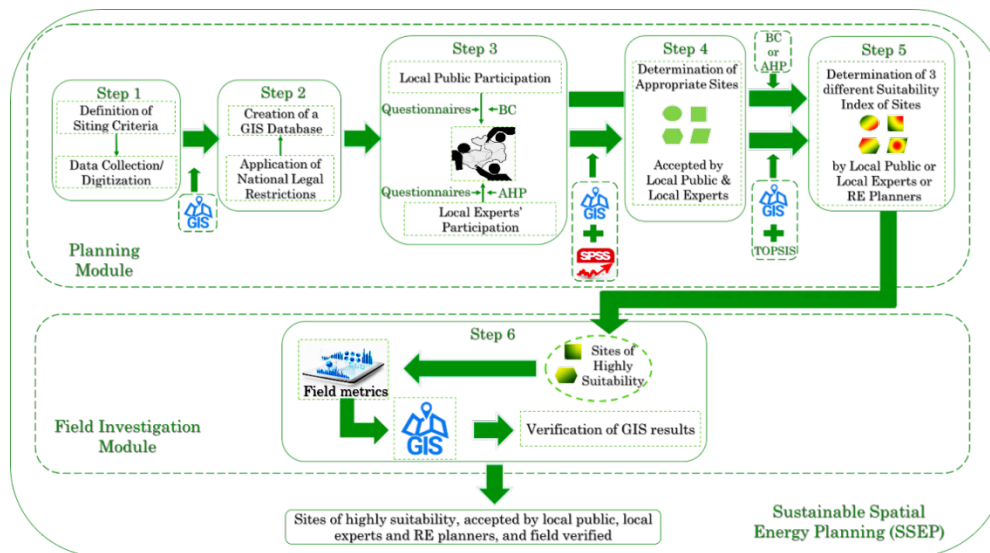 Step 1
Definition of
Siting Criteria
Data Collection/
Digitization
GIS
Step 2
Creation of a
GIS Database
Application of
National Legal
Restrictions
Step 3
Local Public Participation
Questionnaires
BC
Questionnaires
AHP
Local Experts'
Participation
GIS
SPSS
Step 4
Determination of
Appropriate Sites
Accepted by
Local Public &
Local Experts
BC
or
AHP
GIS
TOPSIS
Step 5
Determination of 3
different Suitability
Index of Sites
by Local Public or
Local Experts or
RE Planners
Planning
Module
Step 6
Sites of
Highly
Suitability
Field metrics
GIS
Verification of GIS results
Field Investigation
Module
Sites of highly suitability, accepted by local public, local
experts and RE planners, and field verified
Sustainable Spatial
Energy Planning (SSEP)